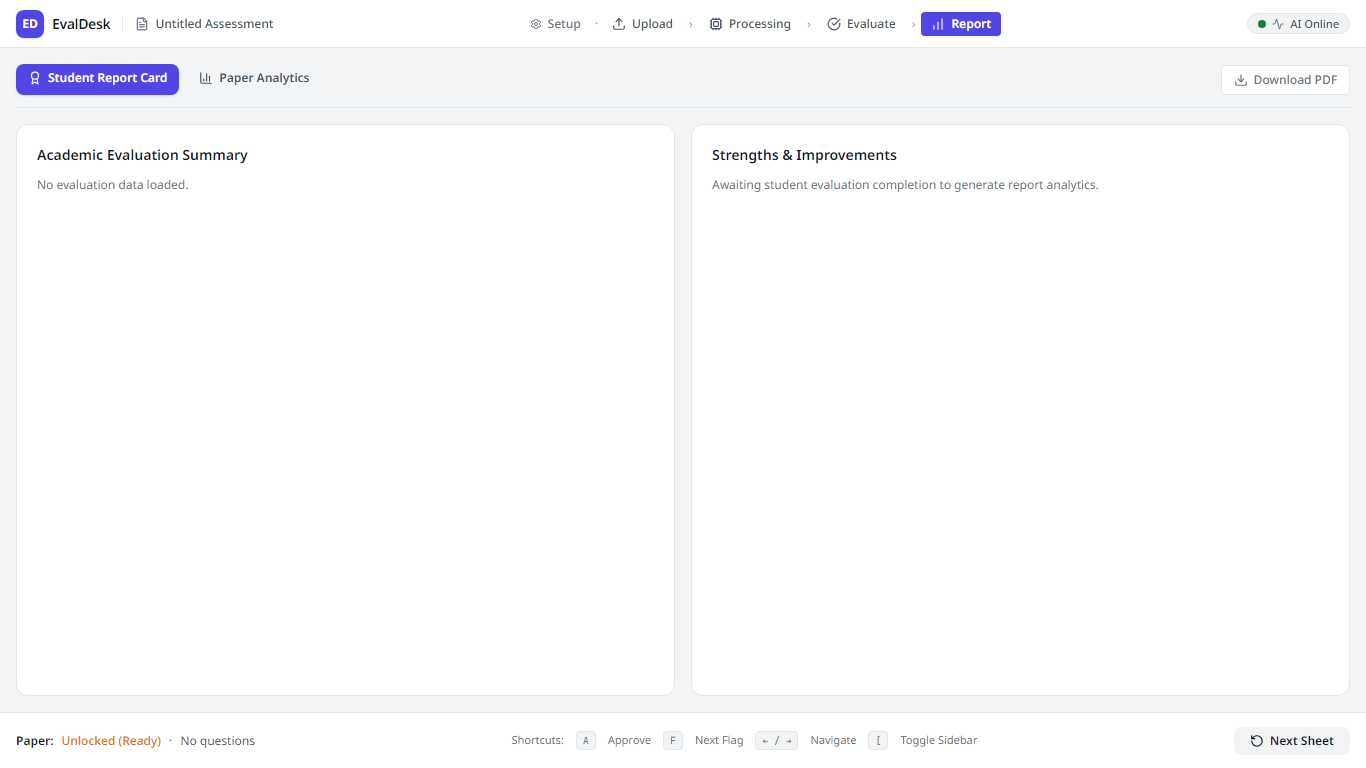 ED EvalDesk Untitled Assessment Setup · Upload › Processing › Evaluate › Report AI Online
Student Report Card Paper Analytics Download PDF
Academic Evaluation Summary
No evaluation data loaded.
Strengths & Improvements
Awaiting student evaluation completion to generate report analytics.
Paper: Unlocked (Ready) · No questions Shortcuts: A Approve F Next Flag ← / → Navigate [ Toggle Sidebar Next Sheet